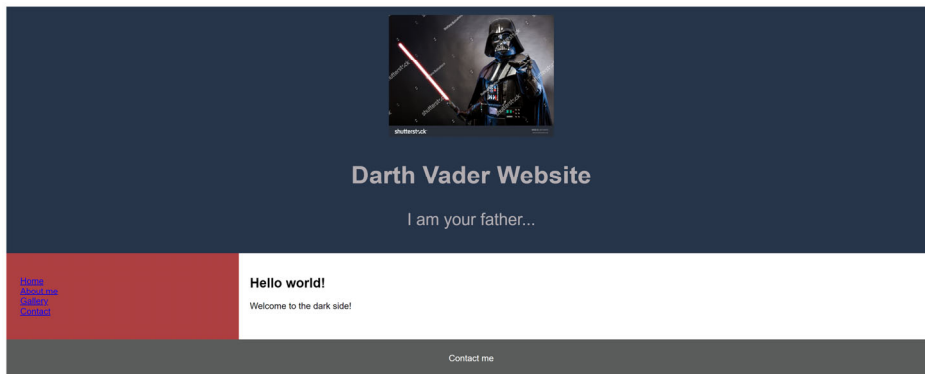 shutterstock
Darth Vader Website
I am your father...
Home
About me
Gallery
Contact
Hello world!
Welcome to the dark side!
Contact me